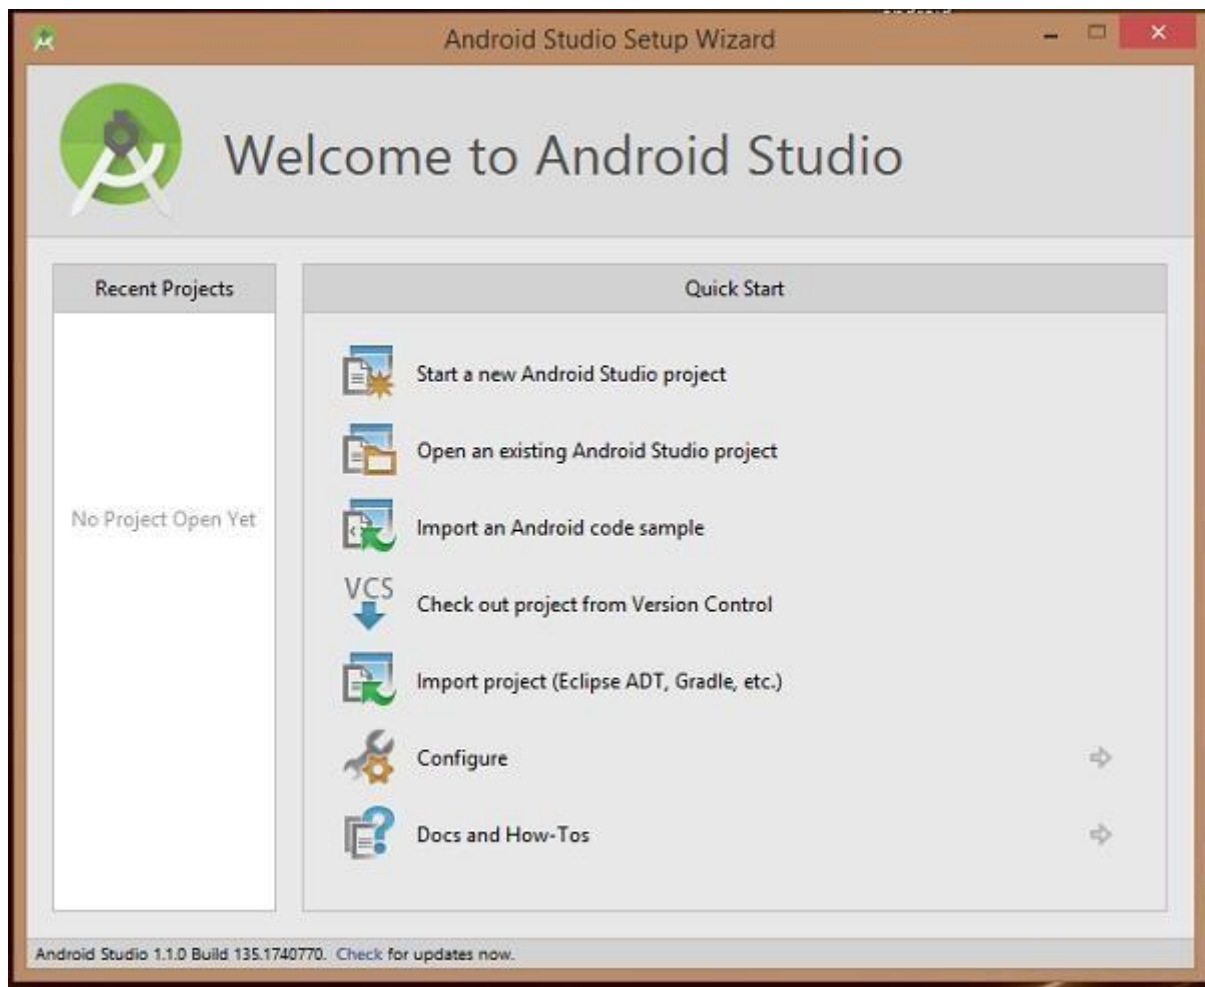 Android Studio Setup Wizard
Welcome to Android Studio
Recent Projects
No Project Open Yet
Quick Start
Start a new Android Studio project
Open an existing Android Studio project
Import an Android code sample
VCS
Check out project from Version Control
Import project (Eclipse ADT, Gradle, etc.)
Configure
Docs and How-Tos
Android Studio 1.1.0 Build 135.1740770. Check for updates now.